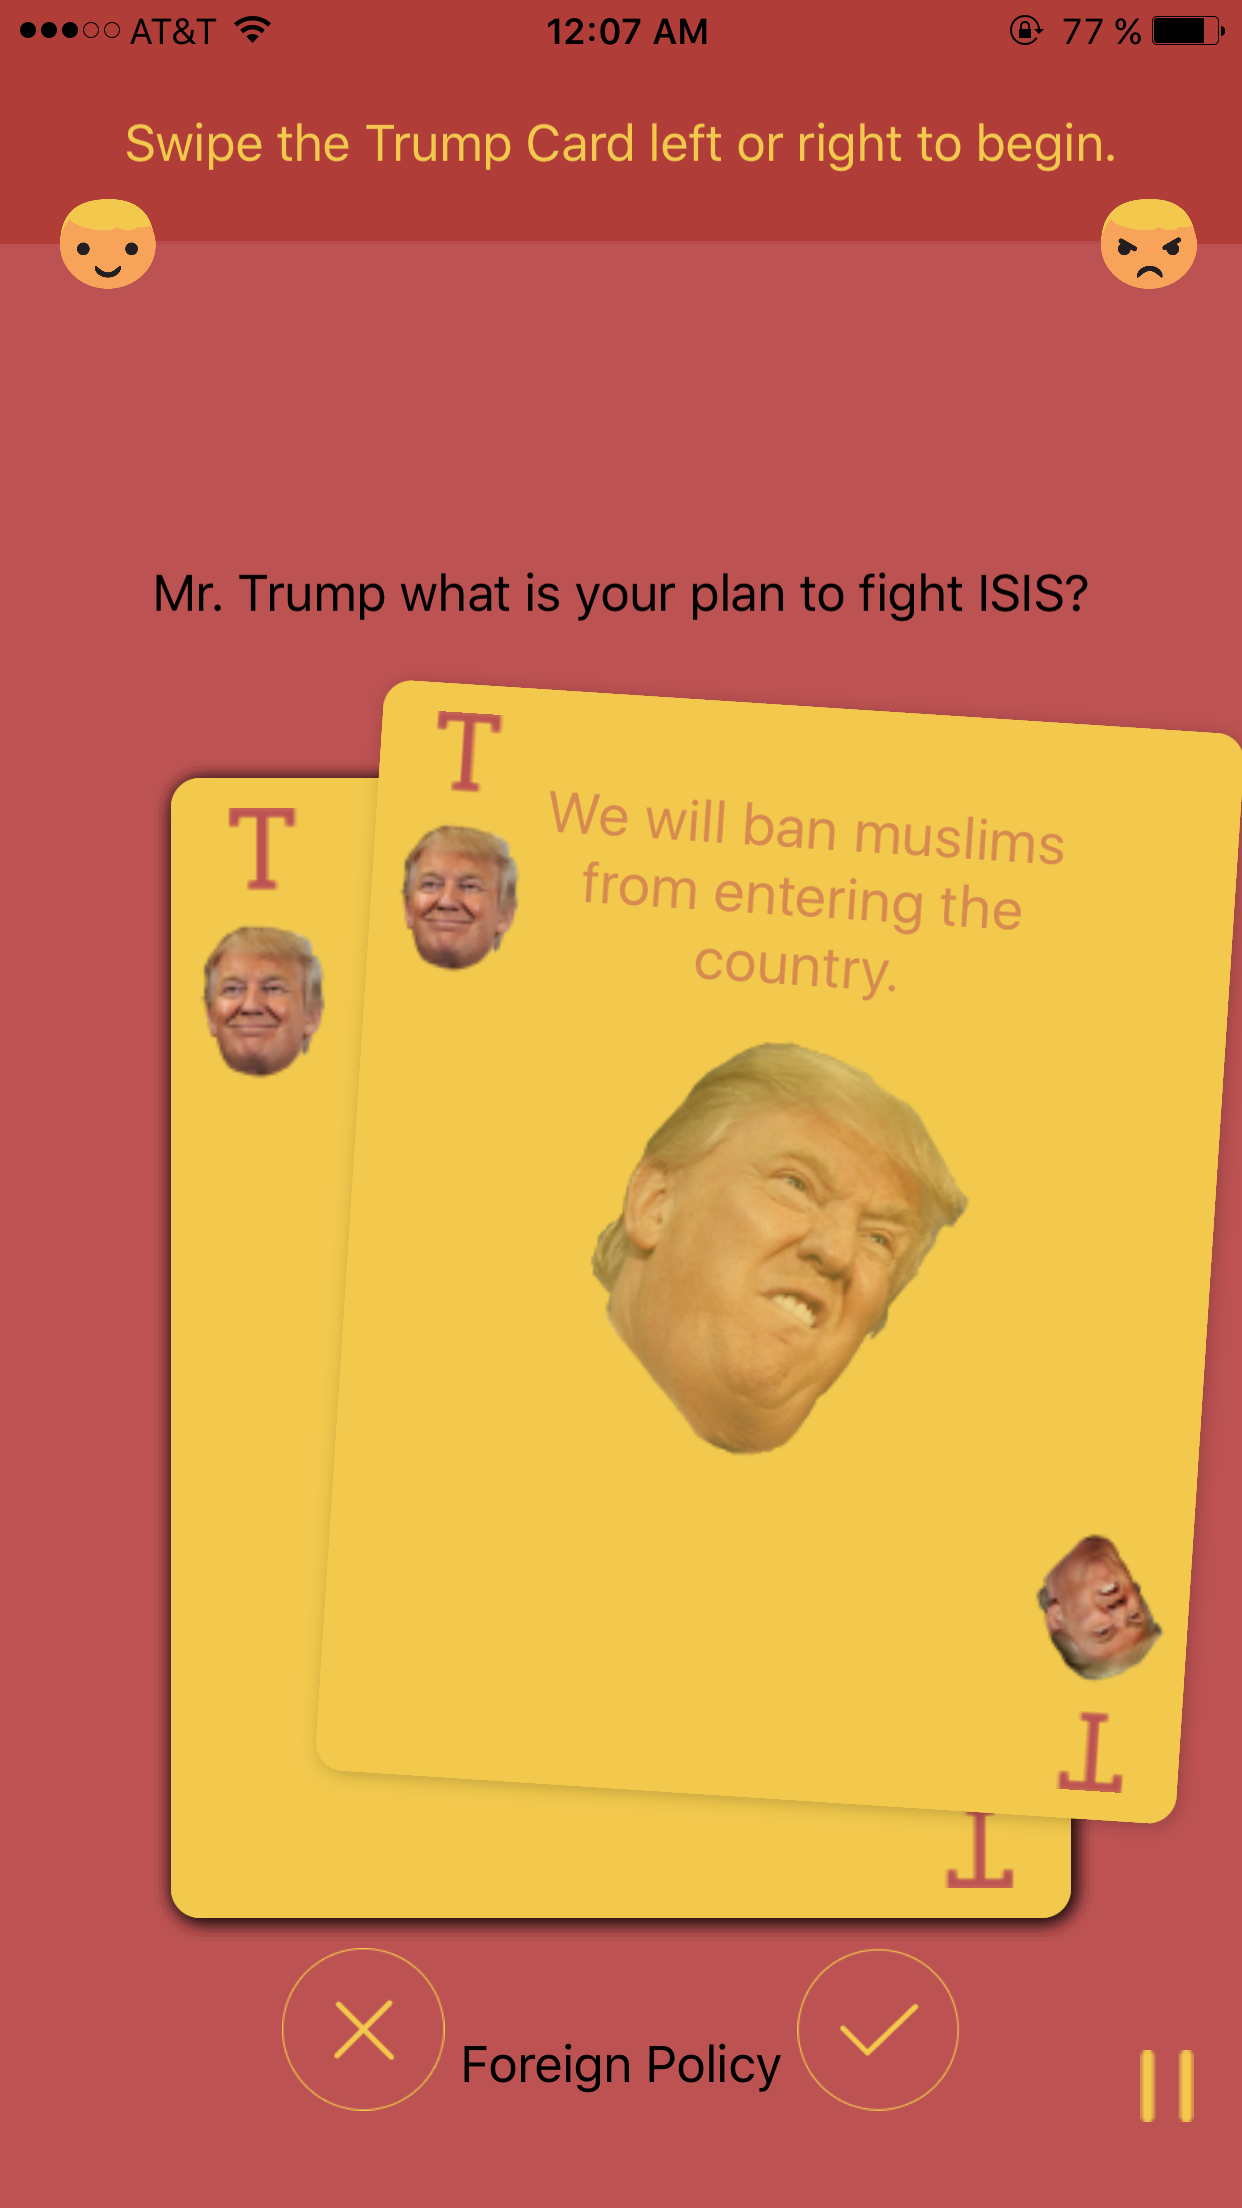 AT&T 12:07 AM 77 %
Swipe the Trump Card left or right to begin.
Mr. Trump what is your plan to fight ISIS?
T
T
We will ban muslims
from entering the
country.
T
T
Foreign Policy